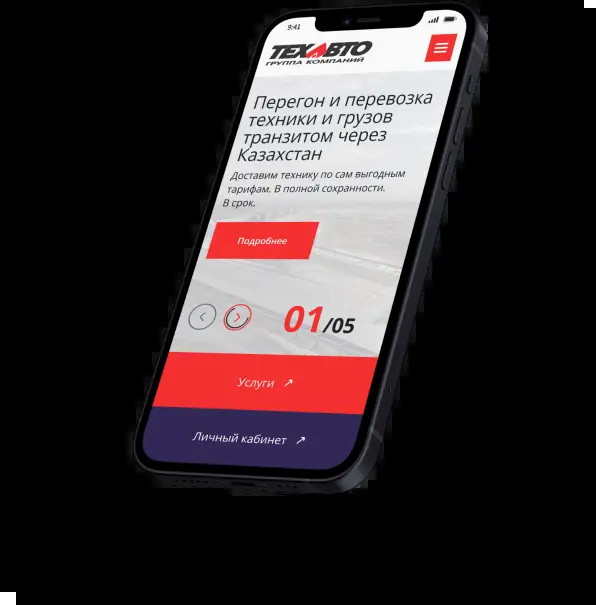 9:41
ТЕХАВТО
ГРУППА КОМПАНИЙ
Перегон и перевозка
техники и грузов
транзитом через
Казахстан
Доставим технику по сам выгодным
тарифам. В полной сохранности.
В срок.
Подробнее
01/05
Услуги ↗
Личный кабинет ↗